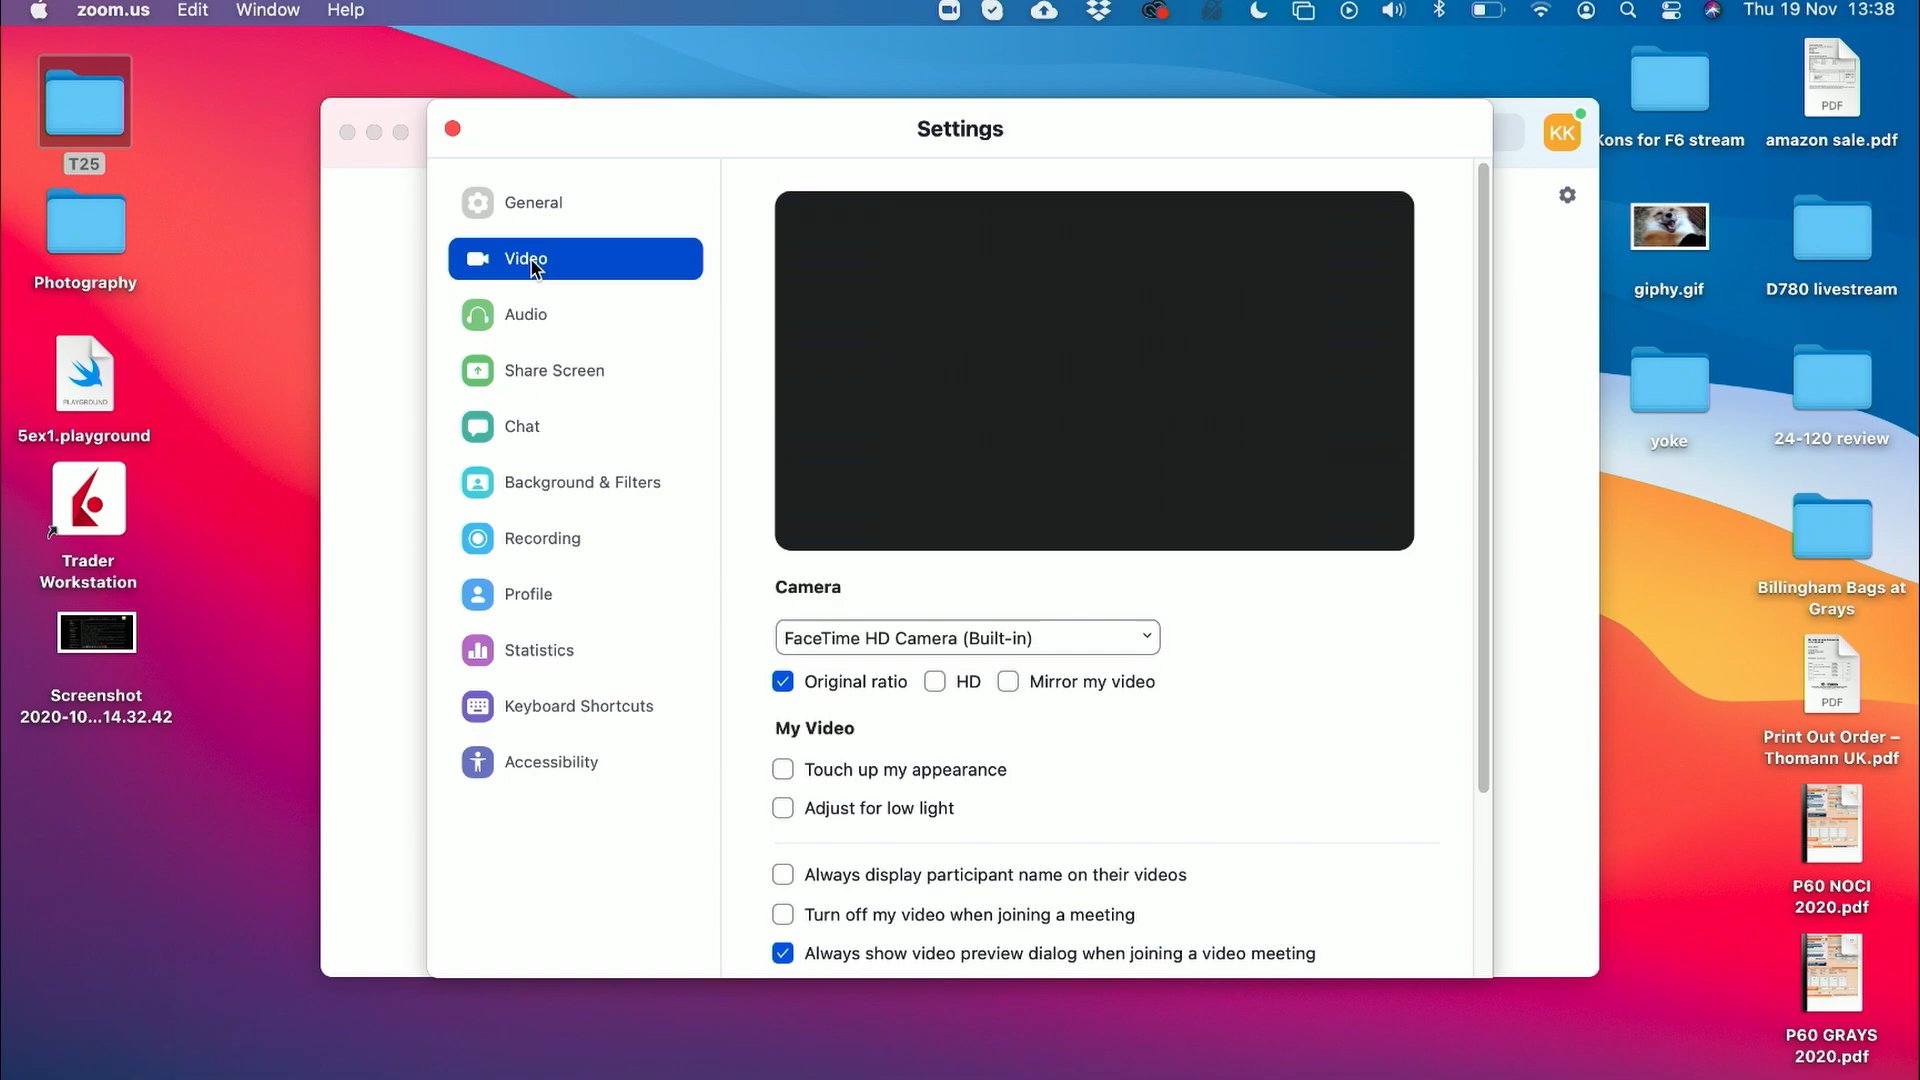 zoom.us Edit Window Help
Thu 19 Nov 13:38
T25
Photography
PLAYGROUND
5ex1.playground
Trader
Workstation
Screenshot
2020-10...14.32.42
Settings
General
Video
Audio
Share Screen
Chat
Background & Filters
Recording
Profile
Statistics
Keyboard Shortcuts
Accessibility
Camera
FaceTime HD Camera (Built-in)
Original ratio HD Mirror my video
My Video
Touch up my appearance
Adjust for low light
Always display participant name on their videos
Turn off my video when joining a meeting
Always show video preview dialog when joining a video meeting
KK
Kons for F6 stream
PDF
amazon sale.pdf
giphy.gif
D780 livestream
yoke
24-120 review
Billingham Bags at
Grays
PDF
Print Out Order –
Thomann UK.pdf
P60 NOCI
2020.pdf
P60 GRAYS
2020.pdf